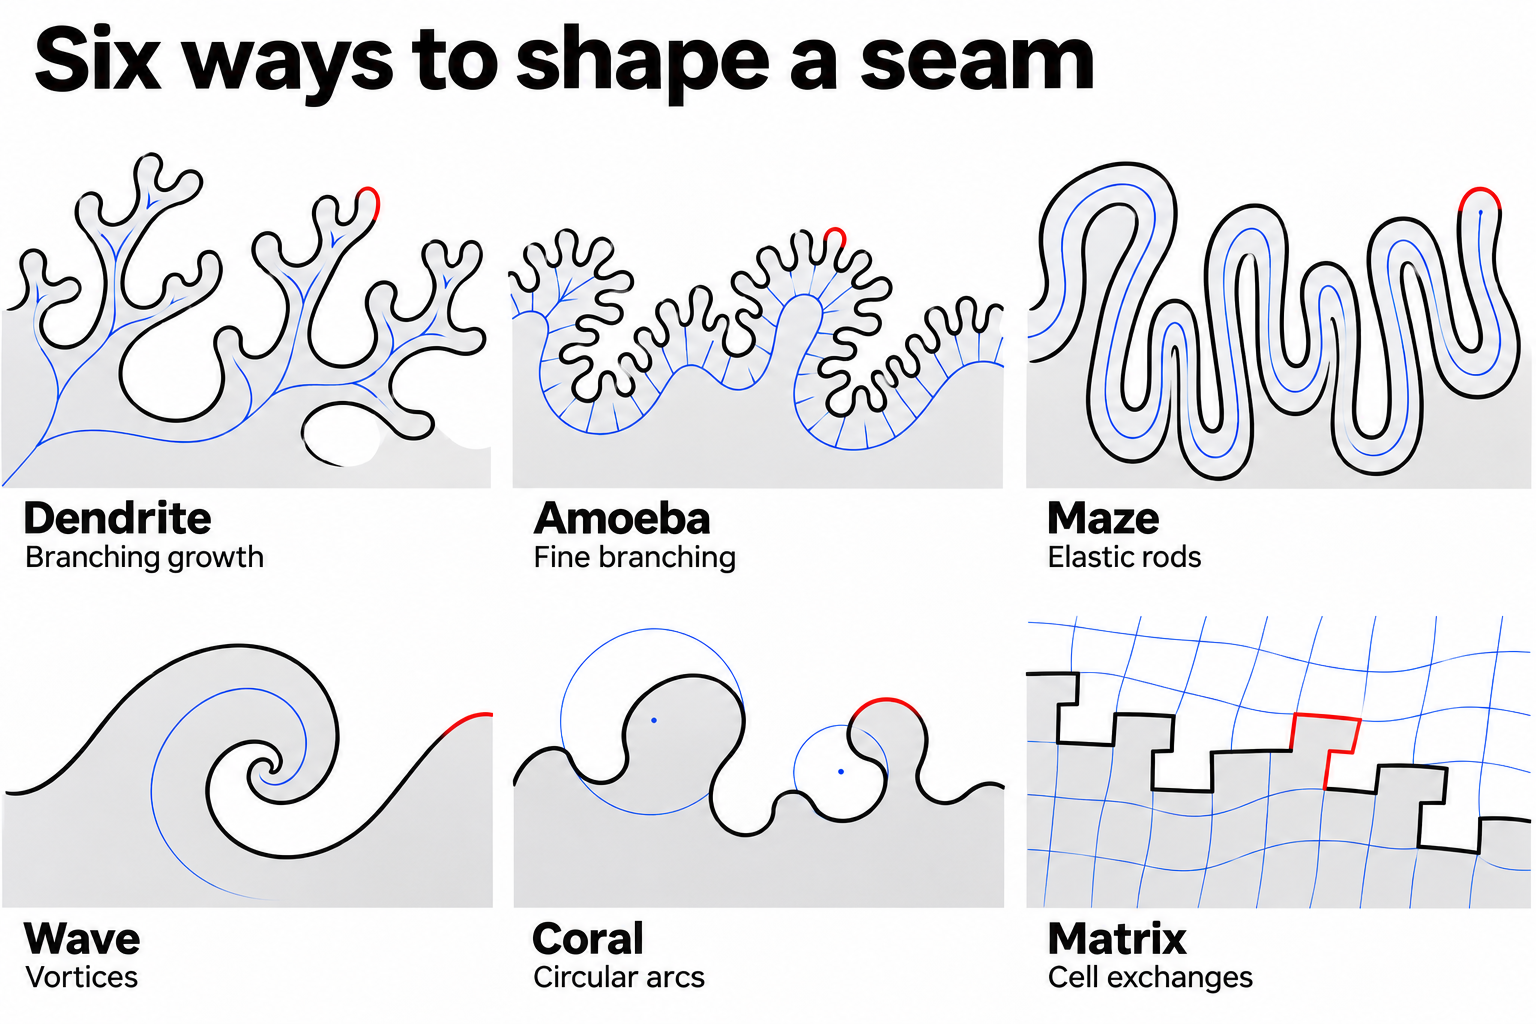 Six ways to shape a seam
Dendrite
Branching growth
Amoeba
Fine branching
Maze
Elastic rods
Wave
Vortices
Coral
Circular arcs
Matrix
Cell exchanges